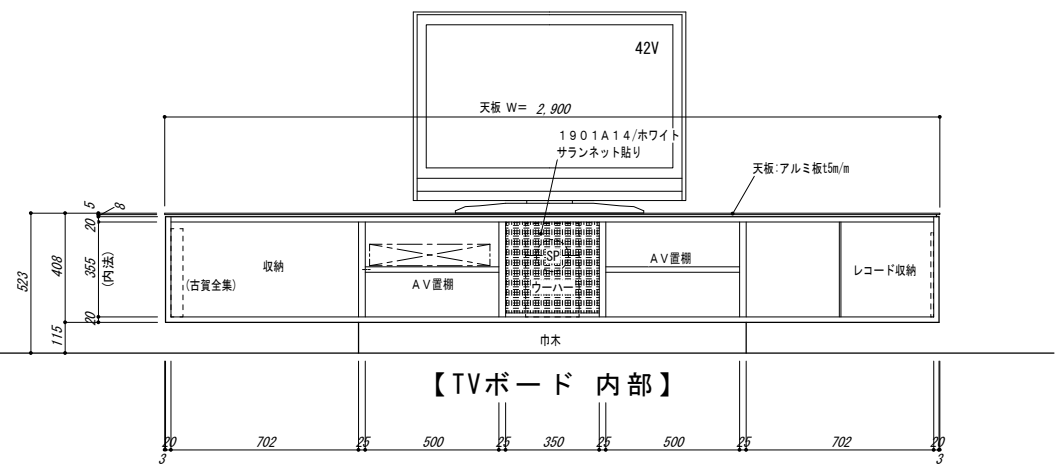 42V
天板 W= 2,900
1901A14/ホワイト
サランネット貼り
天板:アルミ板t5m/m
5
8
20
523
408
355
(内法)
20
115
収納
(古賀全集)
AV置棚
SP
ウーハー
AV置棚
レコード収納
巾木
【TVボード 内部】
20 702 25 500 25 350 25 500 25 702 20
3 3